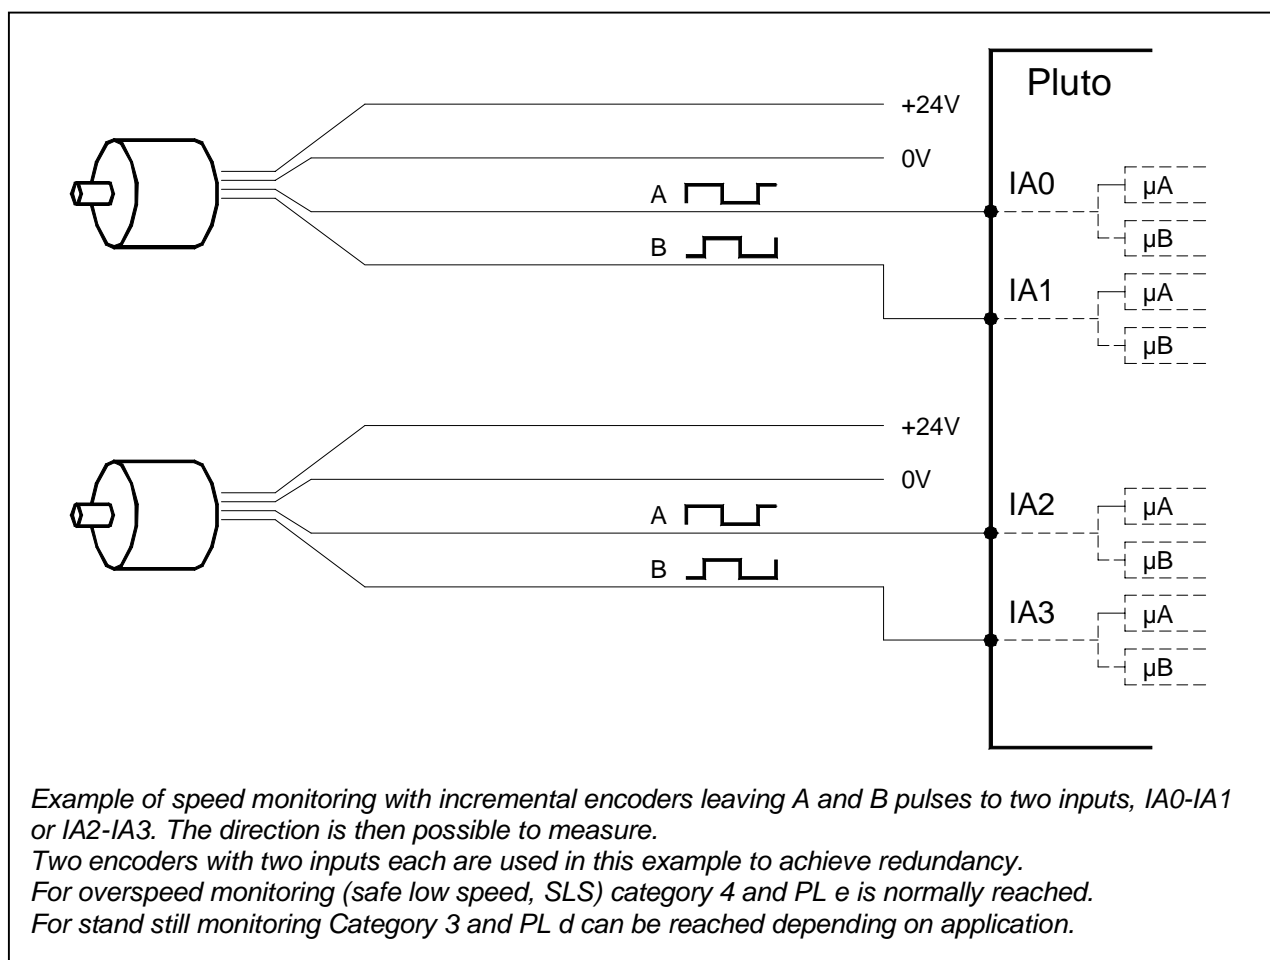 Pluto
+24V
0V
A
IA0
µA
µB
B
IA1
µA
µB
+24V
0V
A
IA2
µA
µB
B
IA3
µA
µB
Example of speed monitoring with incremental encoders leaving A and B pulses to two inputs, IA0-IA1
or IA2-IA3. The direction is then possible to measure.
Two encoders with two inputs each are used in this example to achieve redundancy.
For overspeed monitoring (safe low speed, SLS) category 4 and PL e is normally reached.
For stand still monitoring Category 3 and PL d can be reached depending on application.